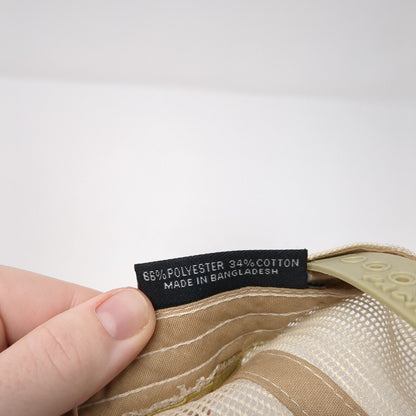 66%POLYESTER 34%COTTON
MADE IN BANGLADESH